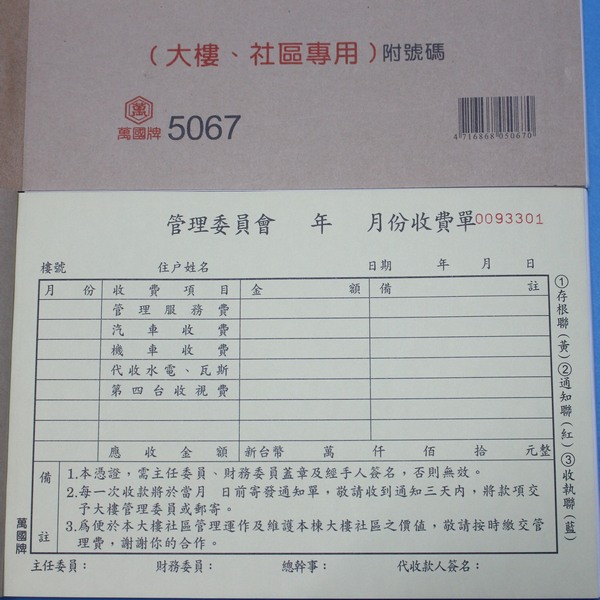 (大樓、社區專用)附號碼
萬
萬國牌 5067
4 716868 050670
管理委員會 年 月份收費單 0093301
樓號 住戶姓名 日期 年 月 日
月份 收費項目 金額 備註
管理服務費
汽車收費
機車收費
代收水電、瓦斯
第四台收視費
應收金額 新台幣 萬 仟 佰 拾 元整
備註
1.本憑證,需主任委員、財務委員蓋章及經手人簽名,否則無效。
2.每一次收款將於當月 日前寄發通知單,敬請收到通知三天內,將款項交
予大樓管理委員或郵寄。
3.為便於本大樓社區管理運作及維護本棟大樓社區之價值,敬請按時繳交管
理費,謝謝你的合作。
主任委員: 財務委員: 總幹事: 代收款人簽名:
①存根聯(黃)②通知聯(紅)③收執聯(藍)
萬國牌